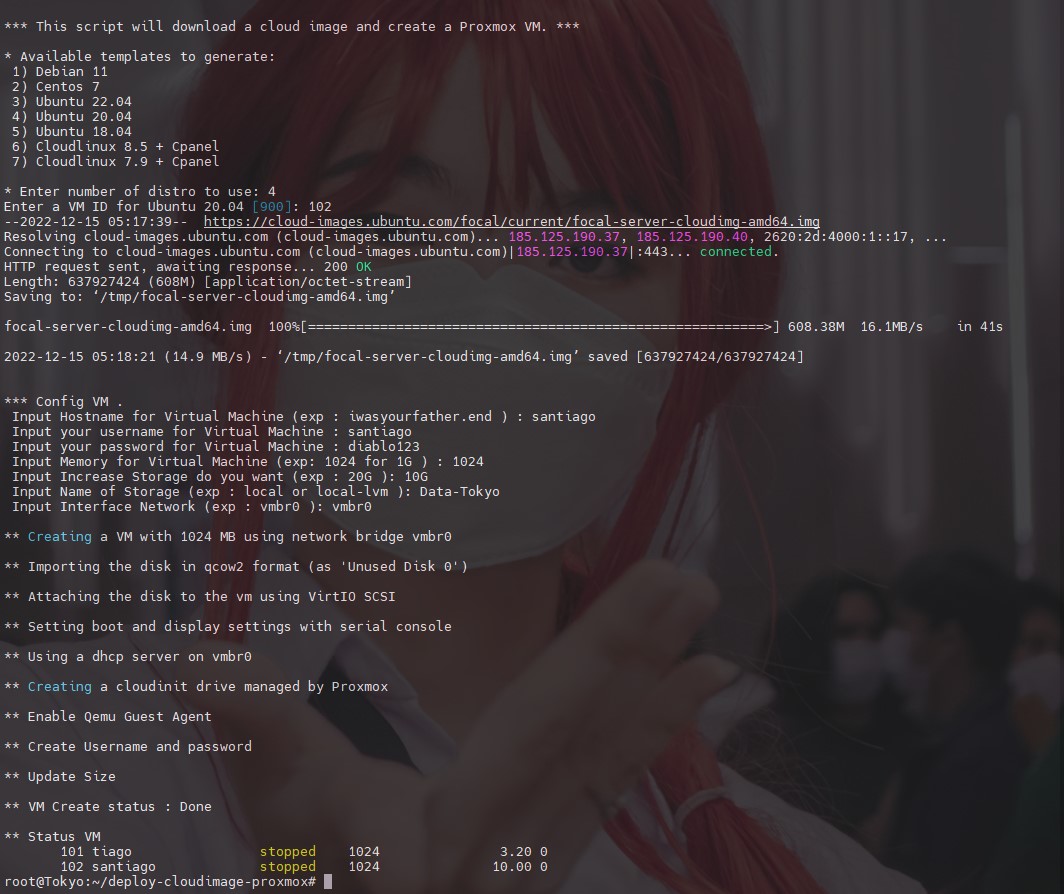 *** This script will download a cloud image and create a Proxmox VM. ***
* Available templates to generate:
1) Debian 11
2) Centos 7
3) Ubuntu 22.04
4) Ubuntu 20.04
5) Ubuntu 18.04
6) Cloudlinux 8.5 + Cpanel
7) Cloudlinux 7.9 + Cpanel
* Enter number of distro to use: 4
Enter a VM ID for Ubuntu 20.04 [900]: 102
--2022-12-15 05:17:39--  https://cloud-images.ubuntu.com/focal/current/focal-server-cloudimg-amd64.img
Resolving cloud-images.ubuntu.com (cloud-images.ubuntu.com)... 185.125.190.37, 185.125.190.40, 2620:2d:4000:1::17, ...
Connecting to cloud-images.ubuntu.com (cloud-images.ubuntu.com)|185.125.190.37|:443... connected.
HTTP request sent, awaiting response... 200 OK
Length: 637927424 (608M) [application/octet-stream]
Saving to: ‘/tmp/focal-server-cloudimg-amd64.img’
focal-server-cloudimg-amd64.img  100%[=========================================================>] 608.38M  16.1MB/s    in 41s
2022-12-15 05:18:21 (14.9 MB/s) - ‘/tmp/focal-server-cloudimg-amd64.img’ saved [637927424/637927424]
*** Config VM .
Input Hostname for Virtual Machine (exp : iwasyourfather.end ) : santiago
Input your username for Virtual Machine : santiago
Input your password for Virtual Machine : diablo123
Input Memory for Virtual Machine (exp: 1024 for 1G ) : 1024
Input Increase Storage do you want (exp : 20G ): 10G
Input Name of Storage (exp : local or local-lvm ): Data-Tokyo
Input Interface Network (exp : vmbr0 ): vmbr0
** Creating a VM with 1024 MB using network bridge vmbr0
** Importing the disk in qcow2 format (as 'Unused Disk 0')
** Attaching the disk to the vm using VirtIO SCSI
** Setting boot and display settings with serial console
** Using a dhcp server on vmbr0
** Creating a cloudinit drive managed by Proxmox
** Enable Qemu Guest Agent
** Create Username and password
** Update Size
** VM Create status : Done
** Status VM
101 tiago                stopped    1024               3.20 0
102 santiago             stopped    1024              10.00 0
root@Tokyo:~/deploy-cloudimage-proxmox#